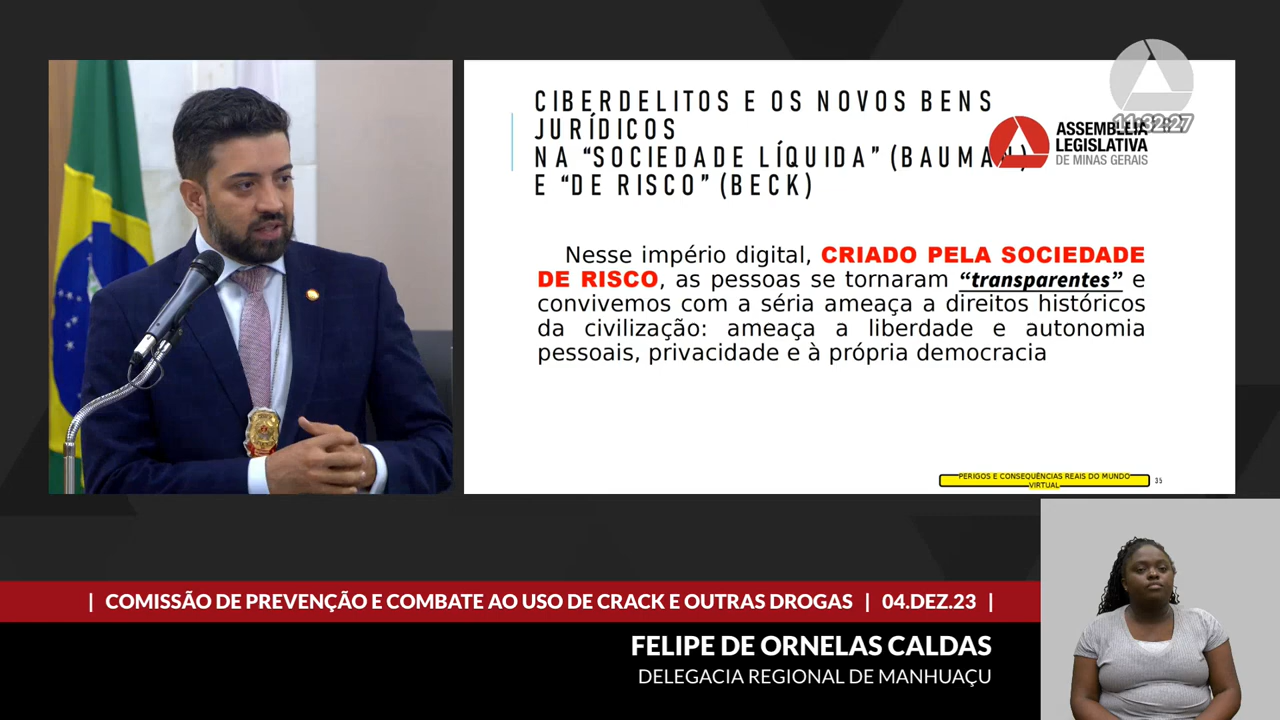 CIBERDELITOS E OS NOVOS BENS
JURÍDICOS
NA “SOCIEDADE LÍQUIDA” (BAUMAN)
E “DE RISCO” (BECK)
11:32:27
ASSEMBLEIA
LEGISLATIVA
DE MINAS GERAIS
Nesse império digital, CRIADO PELA SOCIEDADE
DE RISCO, as pessoas se tornaram “transparentes” e
convivemos com a séria ameaça a direitos históricos
da civilização: ameaça a liberdade e autonomia
pessoais, privacidade e à própria democracia
PERIGOS E CONSEQUÊNCIAS REAIS DO MUNDO
VIRTUAL
35
| COMISSÃO DE PREVENÇÃO E COMBATE AO USO DE CRACK E OUTRAS DROGAS | 04.DEZ.23 |
FELIPE DE ORNELAS CALDAS
DELEGACIA REGIONAL DE MANHUAÇU